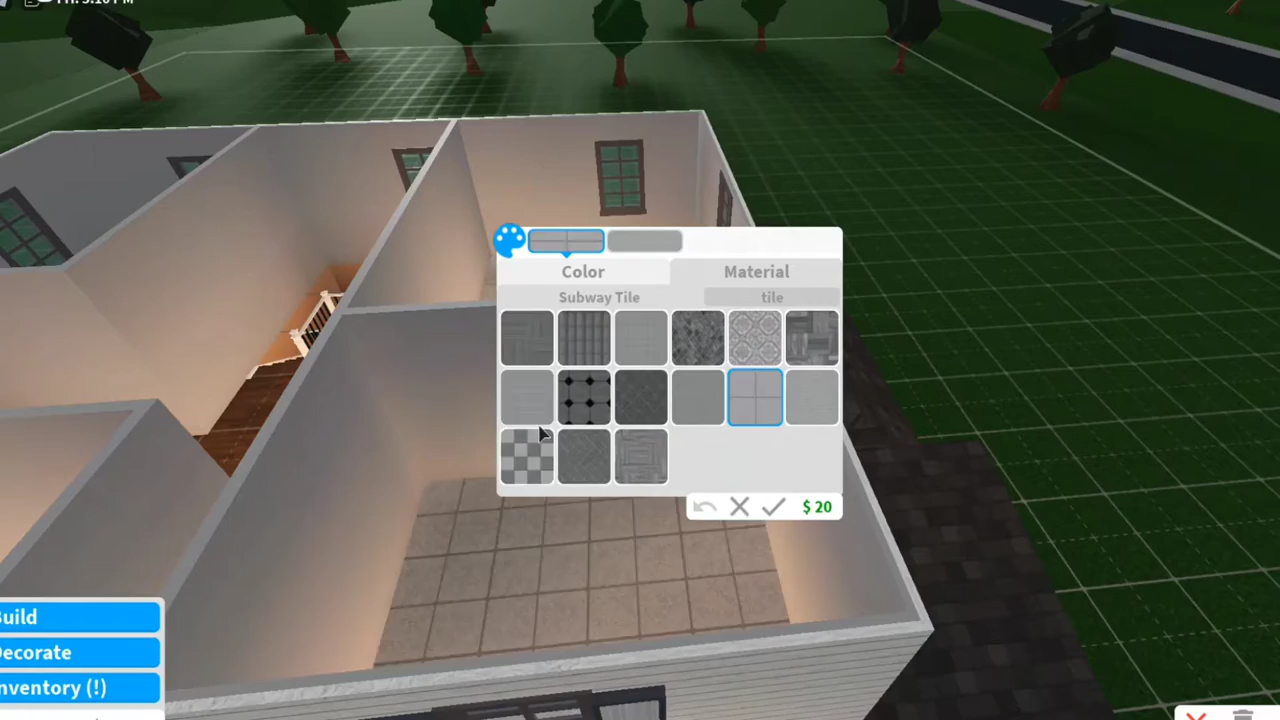 Color
Material
Subway Tile
tile
$ 20
Build
Decorate
Inventory (!)